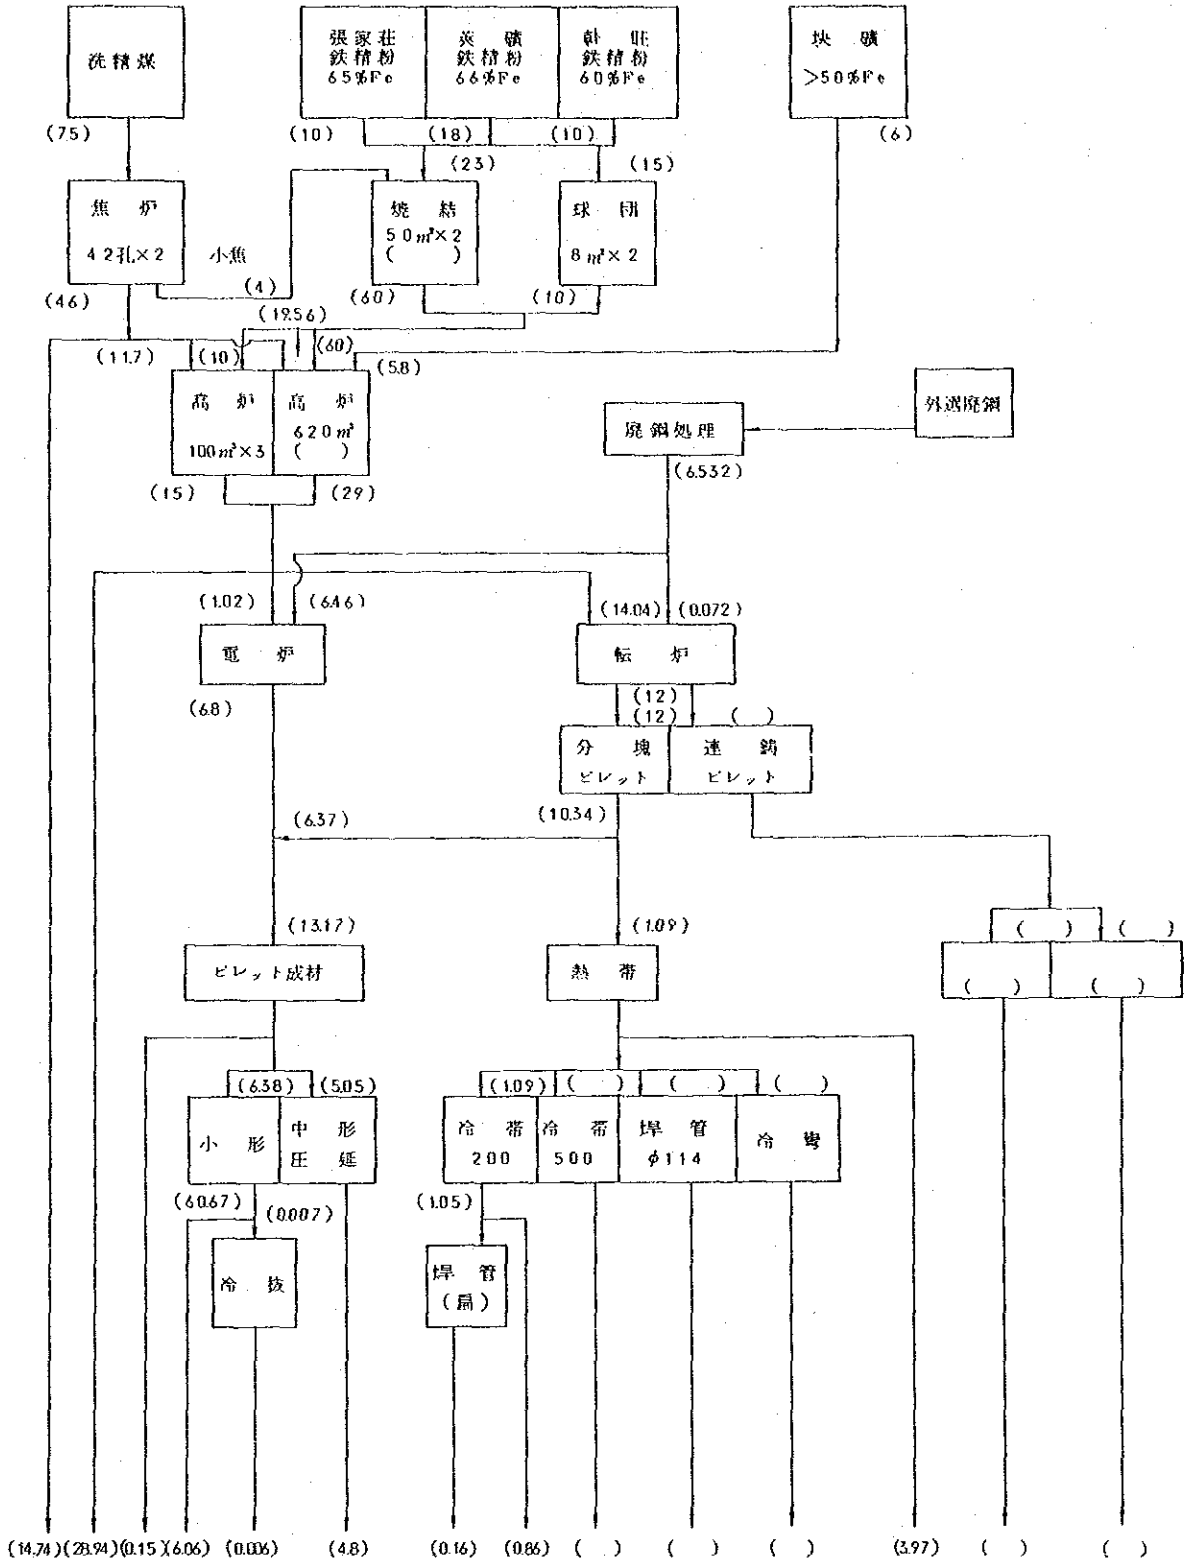 洗精煤
張家荘
鉄精粉
65%Fe
莢礦
鉄精粉
66%Fe
斡旺
鉄精粉
60%Fe
块礦
>50%Fe
(75)
(10)
(18)
(10)
(6)
(23)
(15)
焦炉
42孔×2
小焦
焼結
50㎡×2
( )
球団
8㎡×2
(46)
(4)
(60)
(10)
(19.56)
(11.7)
(10)
(60)
(5.8)
高炉
100㎥×3
高炉
620㎥
( )
外選廃鋼
廃鋼処理
(15)
(29)
(6.532)
(1.02)
(6.46)
(14.04)
(0.072)
電炉
転炉
(6.8)
(12)
(12)
( )
分塊
ビレット
連鋳
ビレット
(6.37)
(10.34)
(13.17)
(1.09)
( )
( )
ビレット成材
熱帯
( )
( )
(6.38)
(5.05)
(1.09)
( )
( )
( )
小形
中形
圧延
冷帯
200
冷帯
500
焊管
φ114
冷彎
(60.67)
(0.007)
(1.05)
冷抜
焊管
(扁)
(14.74)(28.94)(0.15)(6.06) (0.006) (4.8) (0.16) (0.86) ( ) ( ) ( ) (3.97) ( ) ( )